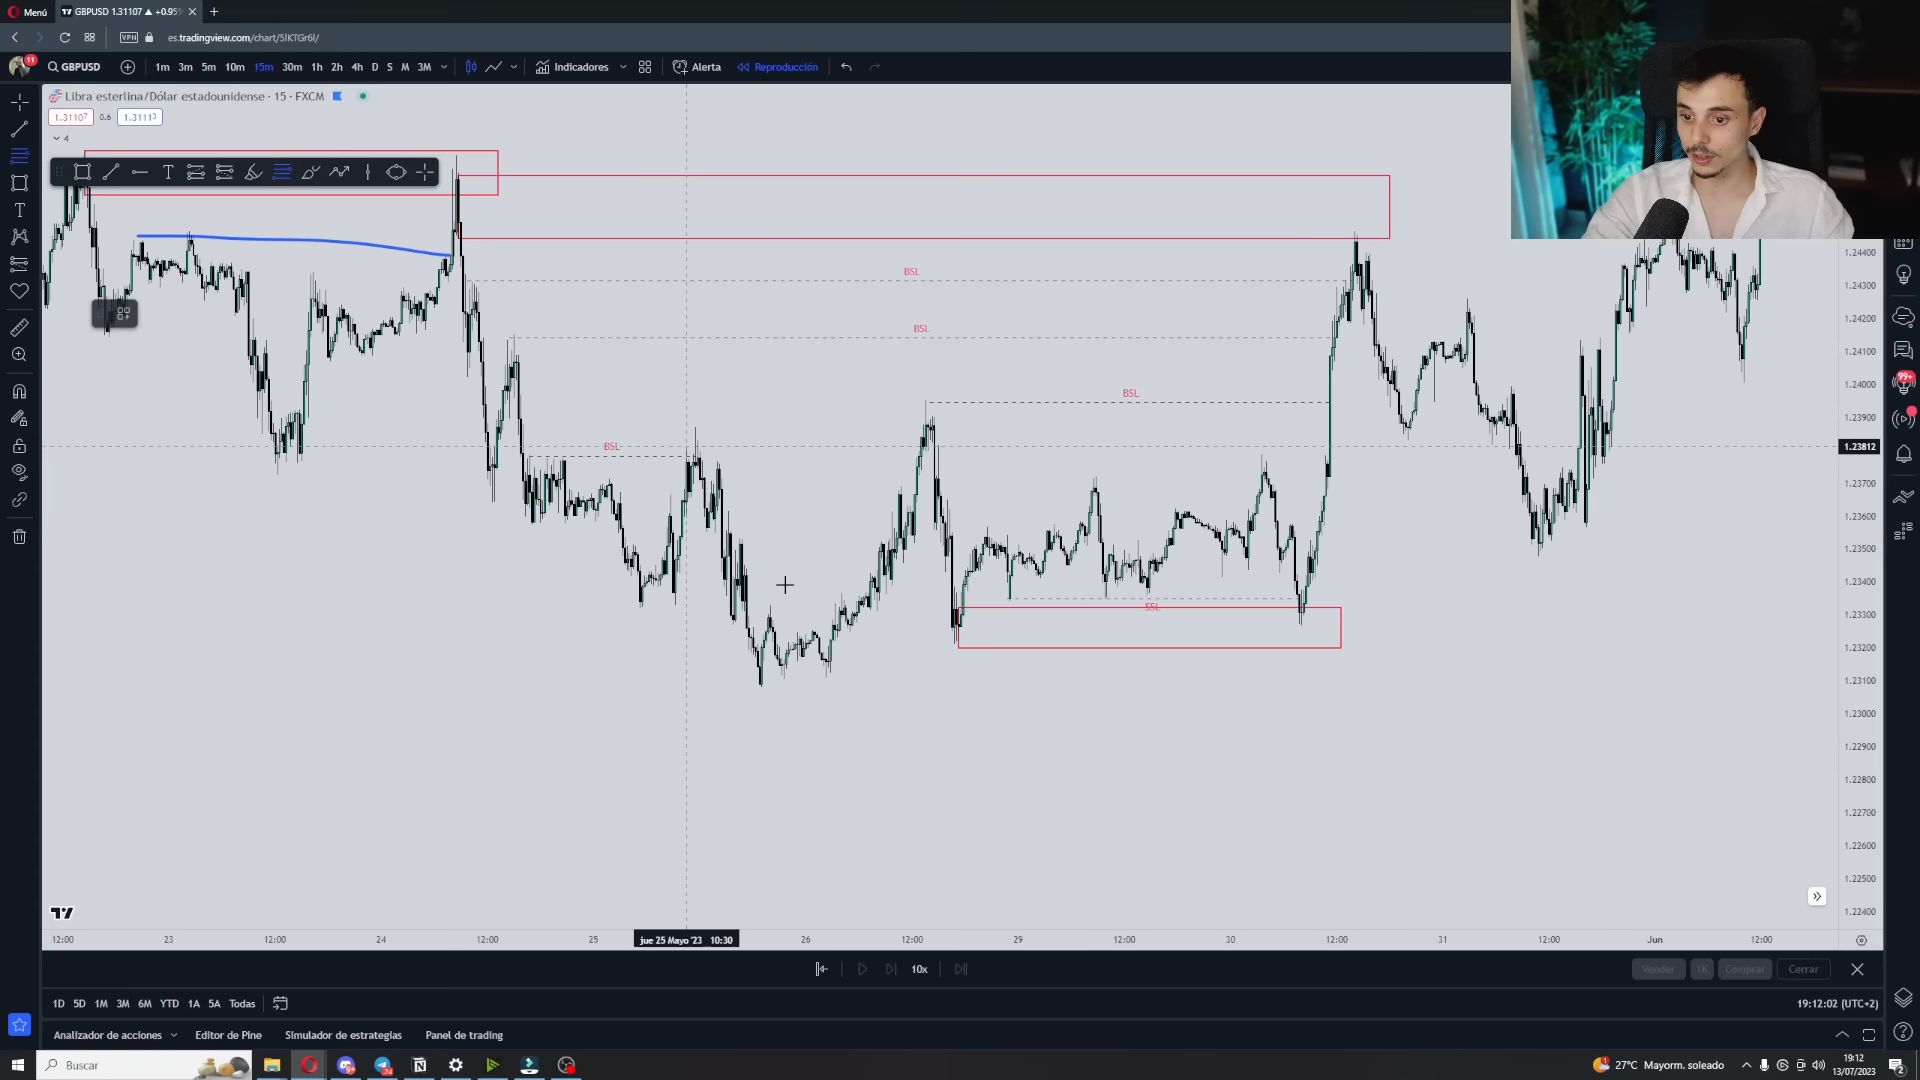 Menú
GBPUSD 1.31107 ▲ +0.95%
VPN
es.tradingview.com/chart/5IKTGr6l/
11
GBPUSD
1m 3m 5m 10m 15m 30m 1h 2h 4h D S M 3M
Indicadores
Alerta
Reproducción
Libra esterlina/Dólar estadounidense · 15 · FXCM
1.31107 0.6 1.31113
4
BSL
BSL
BSL
BSL
SSL
1.24400
1.24300
1.24200
1.24100
1.24000
1.23900
1.23812
1.23700
1.23600
1.23500
1.23400
1.23300
1.23200
1.23100
1.23000
1.22900
1.22800
1.22700
1.22600
1.22500
1.22400
99+
12:00 23 12:00 24 12:00 25 jue 25 Mayo '23 10:30 26 12:00 29 12:00 30 12:00 31 12:00 Jun 12:00
10x
Vender 1K Comprar Cerrar
1D 5D 1M 3M 6M YTD 1A 5A Todas
19:12:02 (UTC+2)
Analizador de acciones Editor de Pine Simulador de estrategias Panel de trading
Buscar
27°C Mayorm. soleado
19:12
13/07/2023